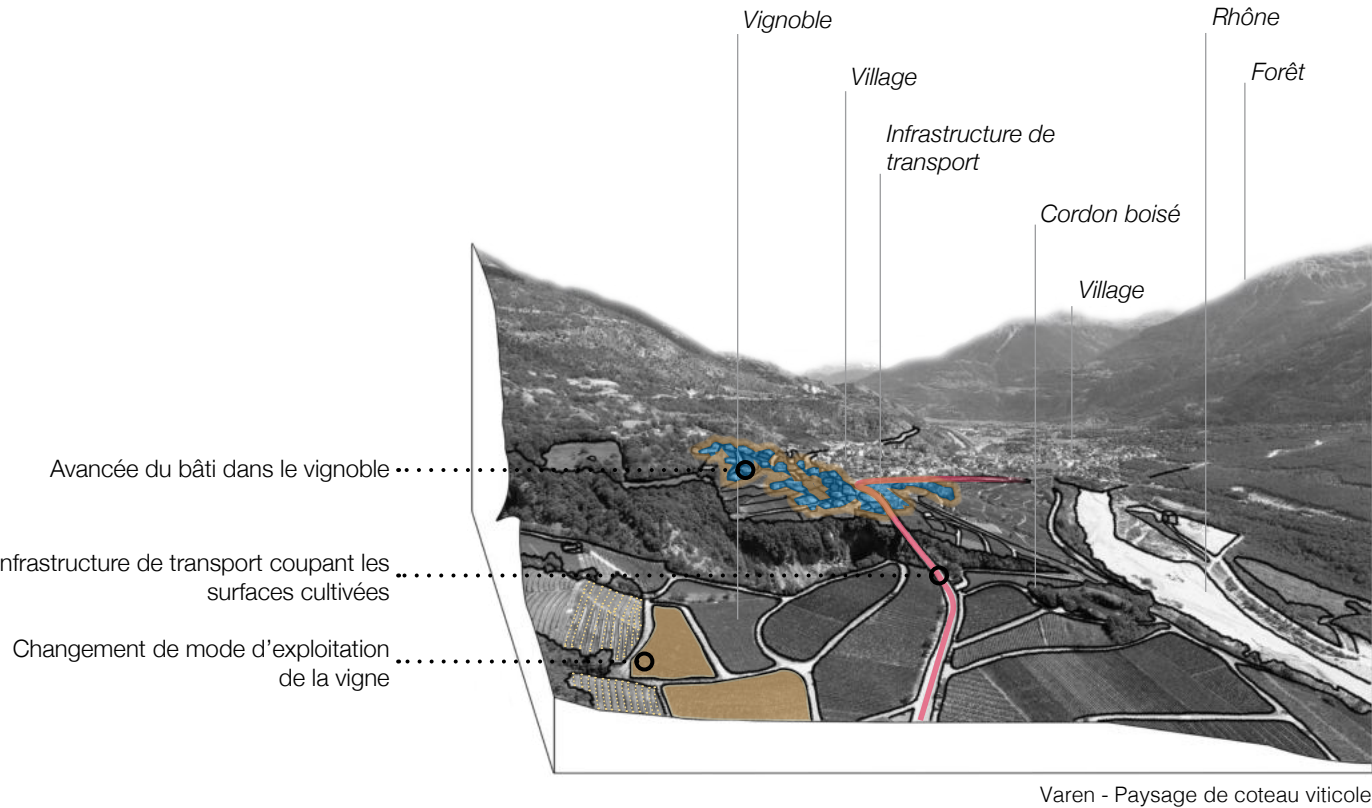 Vignoble
Rhône
Forêt
Village
Infrastructure de
transport
Cordon boisé
Village
Avancée du bâti dans le vignoble
nfrastructure de transport coupant les
surfaces cultivées
Changement de mode d'exploitation
de la vigne
Varen - Paysage de coteau viticole